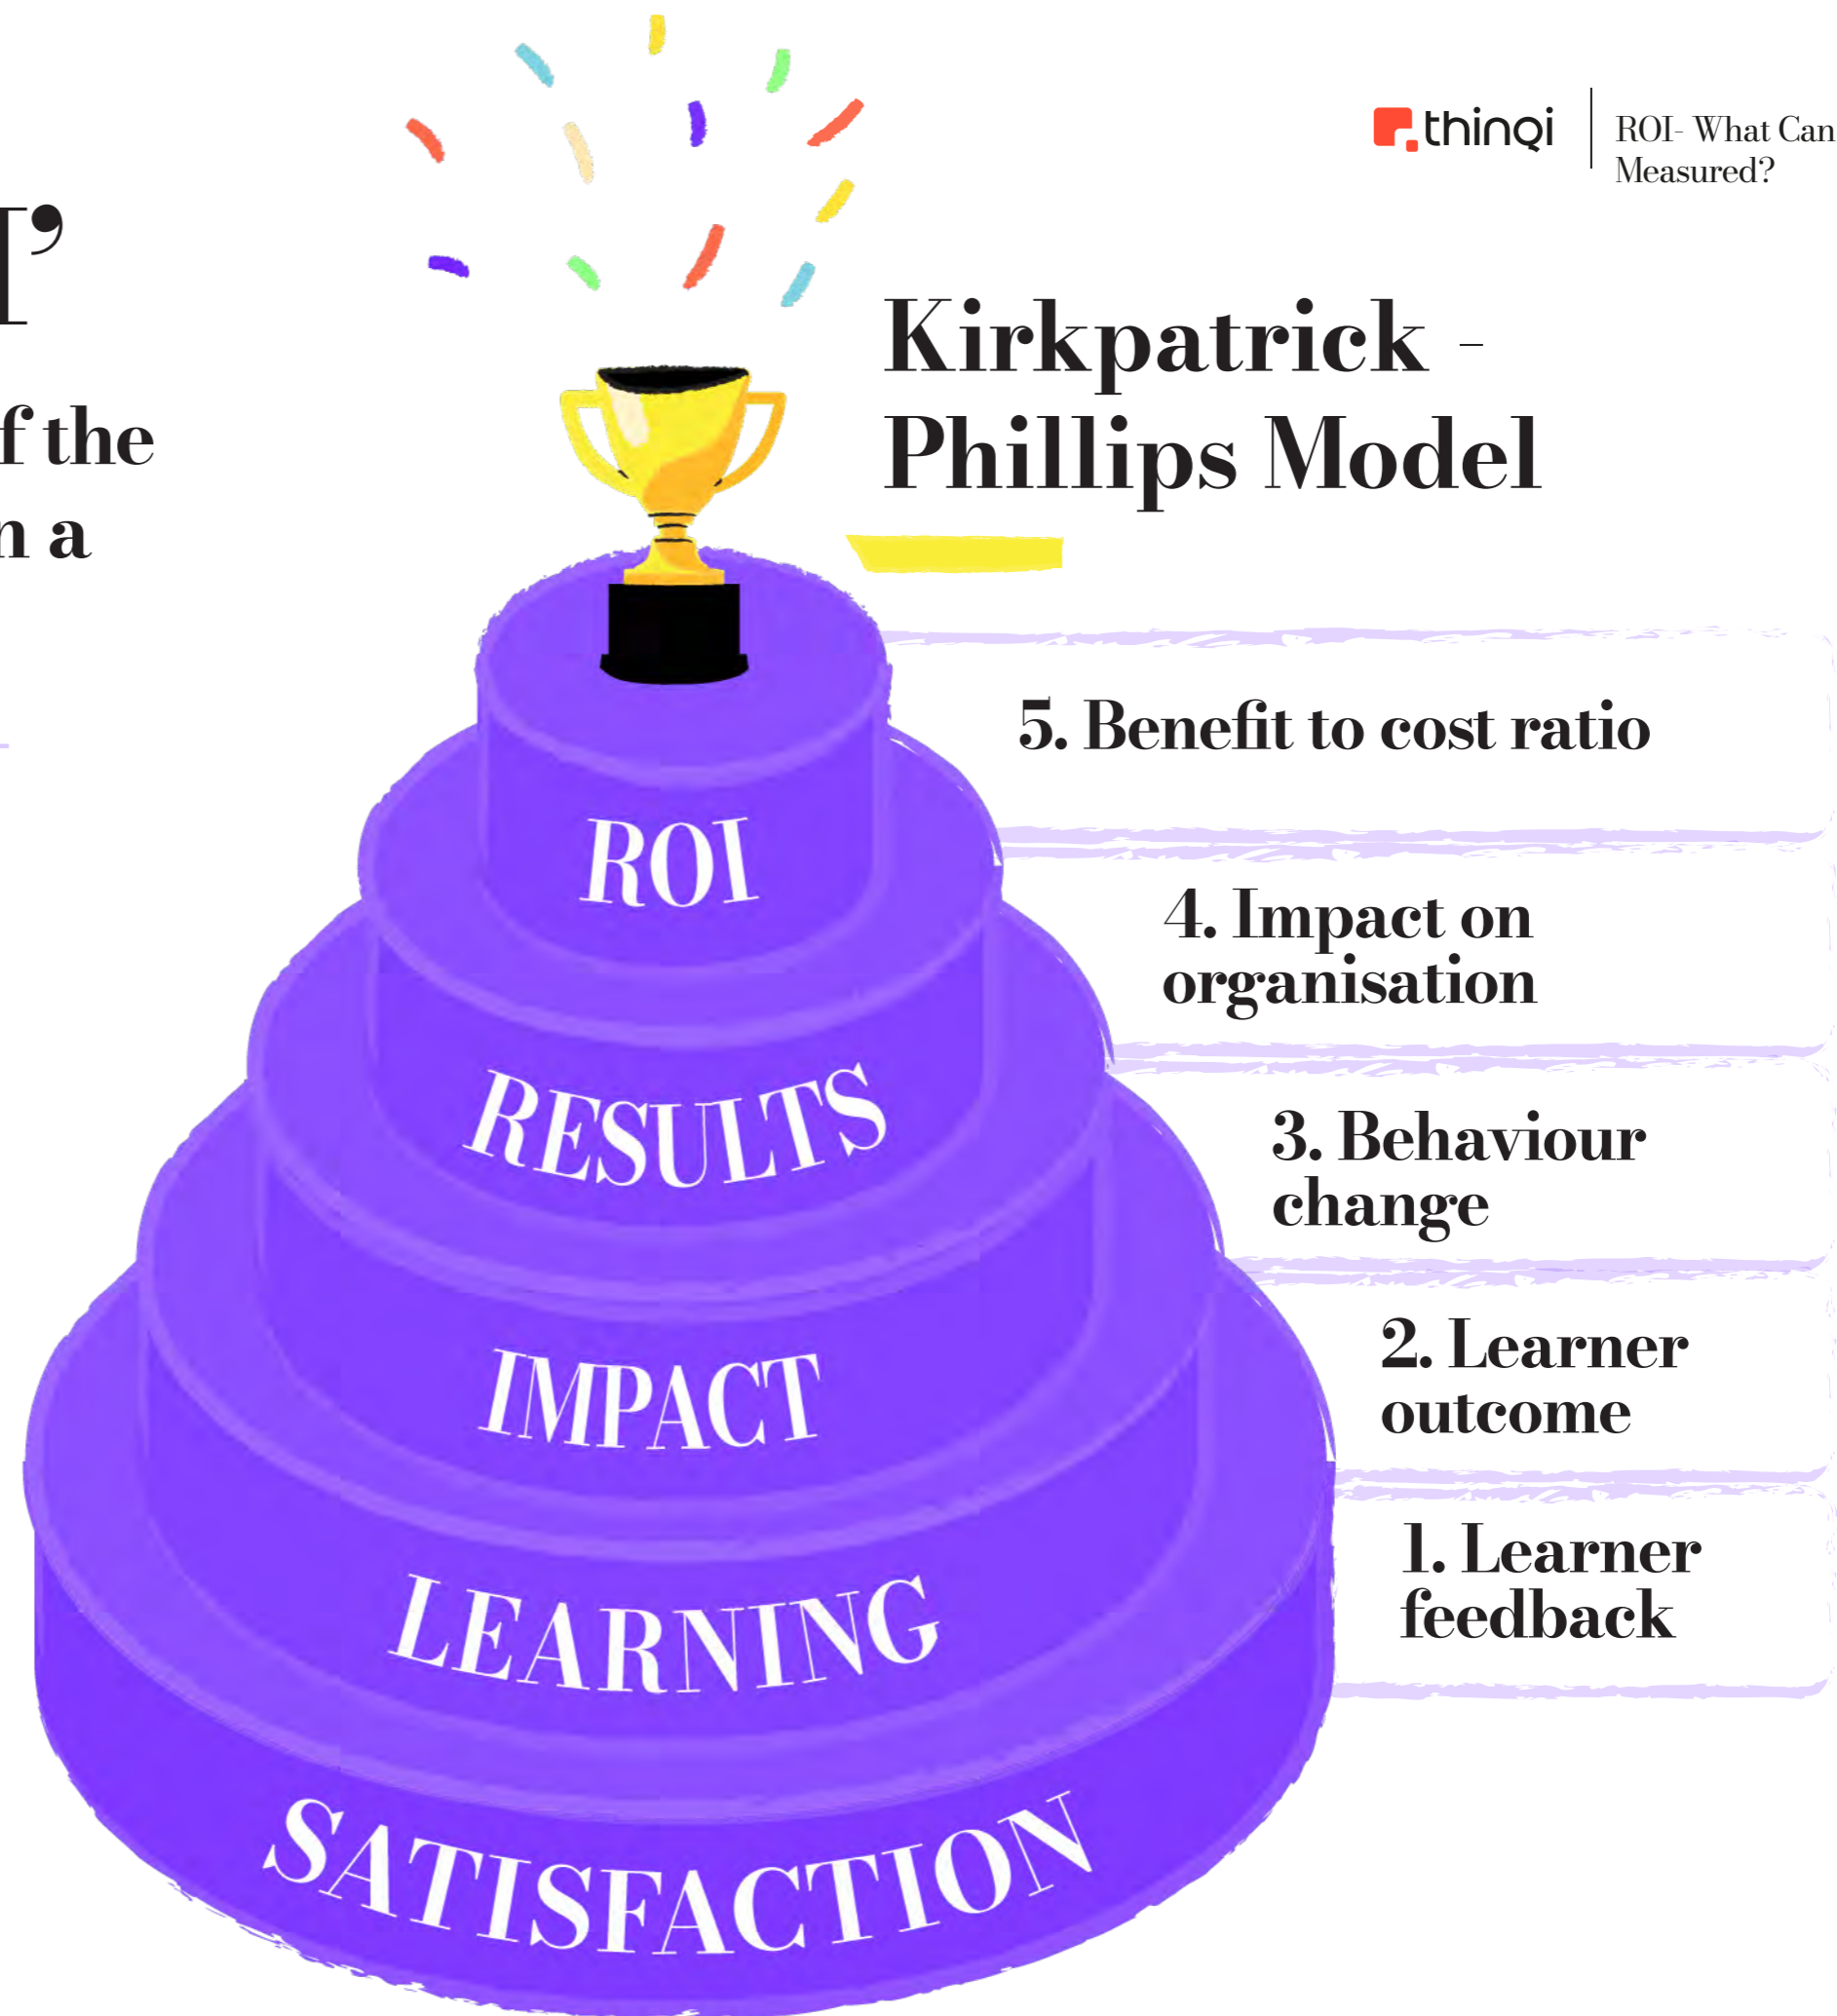 thinqi
ROI- What Can
Measured?
f the
n a
Kirkpatrick -
Phillips Model
5. Benefit to cost ratio
4. Impact on
organisation
3. Behaviour
change
2. Learner
outcome
1. Learner
feedback
ROI
RESULTS
IMPACT
LEARNING
SATISFACTION